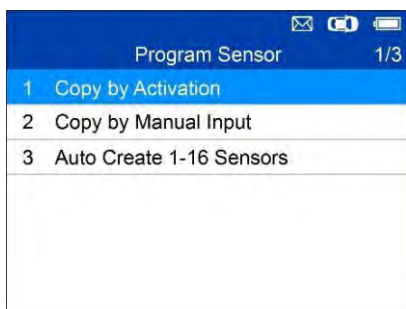 Program Sensor 1/3
1 Copy by Activation
2 Copy by Manual Input
3 Auto Create 1-16 Sensors